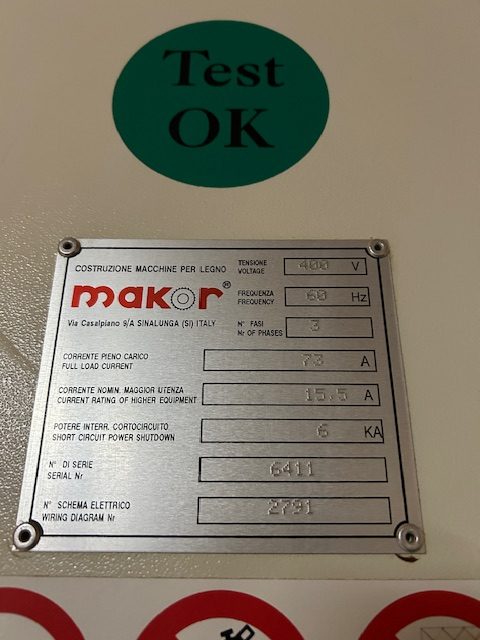 Test
OK
COSTRUZIONE MACCHINE PER LEGNO
makor®
Via Casalpiano 9/A SINALUNGA (SI) ITALY
TENSIONE
VOLTAGE 400 V
FREQUENZA
FREQUENCY 60 Hz
N° FASI
Nr OF PHASES 3
CORRENTE PIENO CARICO
FULL LOAD CURRENT 73 A
CORRENTE NOMIN. MAGGIOR UTENZA
CURRENT RATING OF HIGHER EQUIPMENT 15.5 A
POTERE INTERR. CORTOCIRCUITO
SHORT CIRCUIT POWER SHUTDOWN 6 KA
N° DI SERIE
SERIAL Nr 6411
N° SCHEMA ELETTRICO
WIRING DIAGRAM Nr 2791